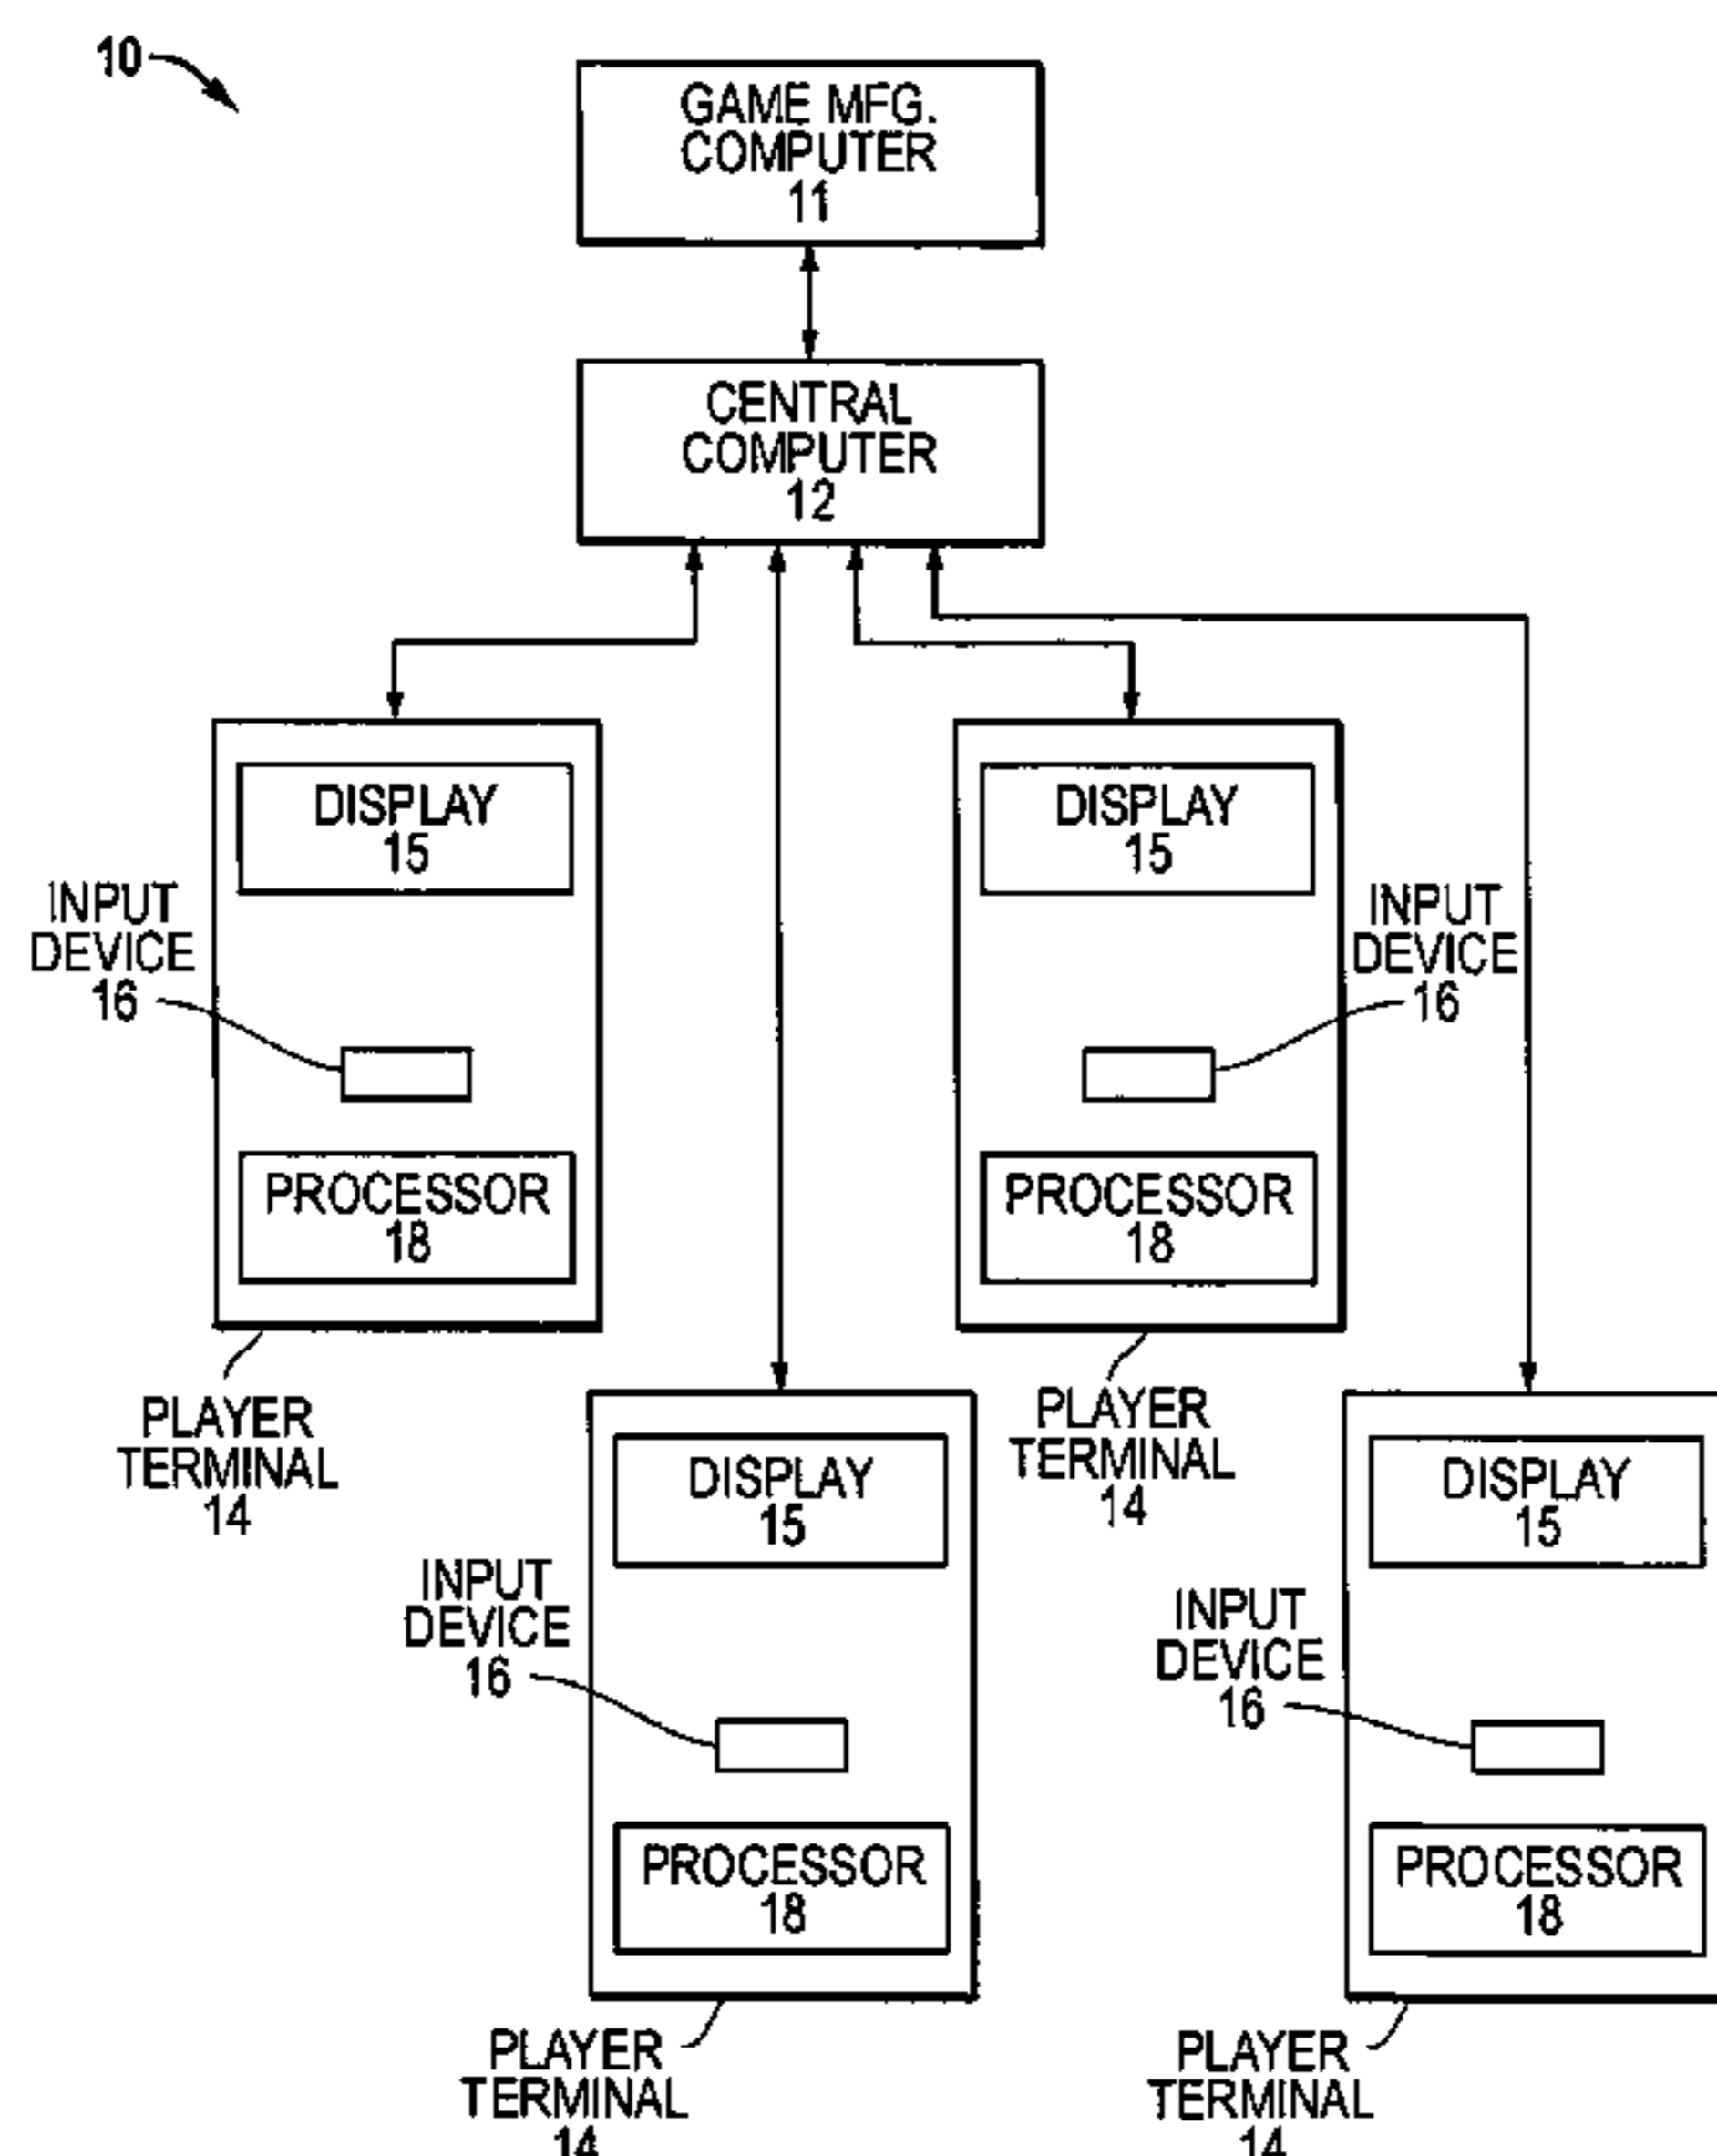 10
GAME MFG.
COMPUTER
11
CENTRAL
COMPUTER
12
DISPLAY
15
INPUT
DEVICE
16
PROCESSOR
18
PLAYER
TERMINAL
14
DISPLAY
15
INPUT
DEVICE
16
PROCESSOR
18
PLAYER
TERMINAL
14
DISPLAY
15
INPUT
DEVICE
16
PROCESSOR
18
PLAYER
TERMINAL
14
DISPLAY
15
INPUT
DEVICE
16
PROCESSOR
18
PLAYER
TERMINAL
14